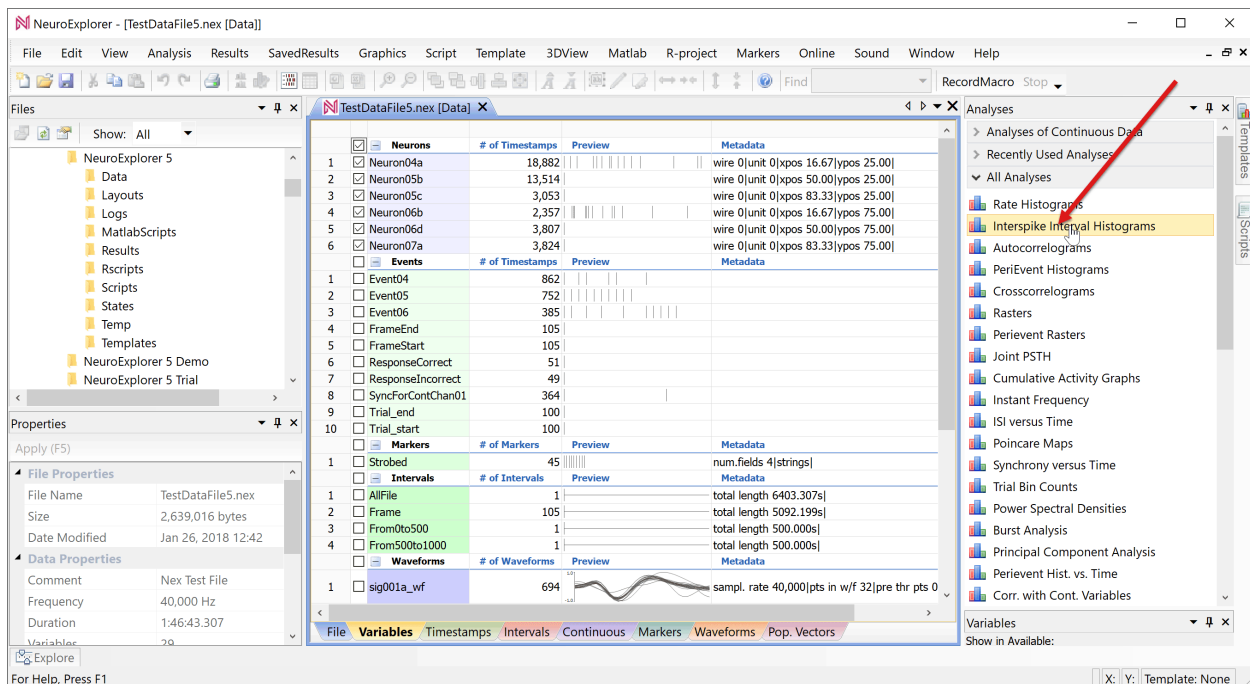 NeuroExplorer - [TestDataFile5.nex [Data]]
File Edit View Analysis Results SavedResults Graphics Script Template 3DView Matlab R-project Markers Online Sound Window Help
Find RecordMacro Stop
Files
Show: All
NeuroExplorer 5
Data
Layouts
Logs
MatlabScripts
Results
Rscripts
Scripts
States
Temp
Templates
NeuroExplorer 5 Demo
NeuroExplorer 5 Trial
Properties
Apply (F5)
File Properties
File Name TestDataFile5.nex
Size 2,639,016 bytes
Date Modified Jan 26, 2018 12:42
Data Properties
Comment Nex Test File
Frequency 40,000 Hz
Duration 1:46:43.307
Variables 29
Explore
For Help, Press F1
TestDataFile5.nex [Data]
Neurons # of Timestamps Preview Metadata
1 Neuron04a 18,882 wire 0|unit 0|xpos 16.67|ypos 25.00|
2 Neuron05b 13,514 wire 0|unit 0|xpos 50.00|ypos 25.00|
3 Neuron05c 3,053 wire 0|unit 0|xpos 83.33|ypos 25.00|
4 Neuron06b 2,357 wire 0|unit 0|xpos 16.67|ypos 75.00|
5 Neuron06d 3,807 wire 0|unit 0|xpos 50.00|ypos 75.00|
6 Neuron07a 3,824 wire 0|unit 0|xpos 83.33|ypos 75.00|
Events # of Timestamps Preview Metadata
1 Event04 862
2 Event05 752
3 Event06 385
4 FrameEnd 105
5 FrameStart 105
6 ResponseCorrect 51
7 ResponseIncorrect 49
8 SyncForContChan01 364
9 Trial_end 100
10 Trial_start 100
Markers # of Markers Preview Metadata
1 Strobed 45 num.fields 4|strings|
Intervals # of Intervals Preview Metadata
1 AllFile 1 total length 6403.307s|
2 Frame 105 total length 5092.199s|
3 From0to500 1 total length 500.000s|
4 From500to1000 1 total length 500.000s|
Waveforms # of Waveforms Preview Metadata
1 sig001a_wf 694 1.0 -1.0 sampl. rate 40,000|pts in w/f 32|pre thr pts 0
File Variables Timestamps Intervals Continuous Markers Waveforms Pop. Vectors
Analyses
Analyses of Continuous Data
Recently Used Analyses
All Analyses
Rate Histograms
Interspike Interval Histograms
Autocorrelograms
PeriEvent Histograms
Crosscorrelograms
Rasters
Perievent Rasters
Joint PSTH
Cumulative Activity Graphs
Instant Frequency
ISI versus Time
Poincare Maps
Synchrony versus Time
Trial Bin Counts
Power Spectral Densities
Burst Analysis
Principal Component Analysis
Perievent Hist. vs. Time
Corr. with Cont. Variables
Variables
Show in Available:
Templates
Scripts
X: Y: Template: None